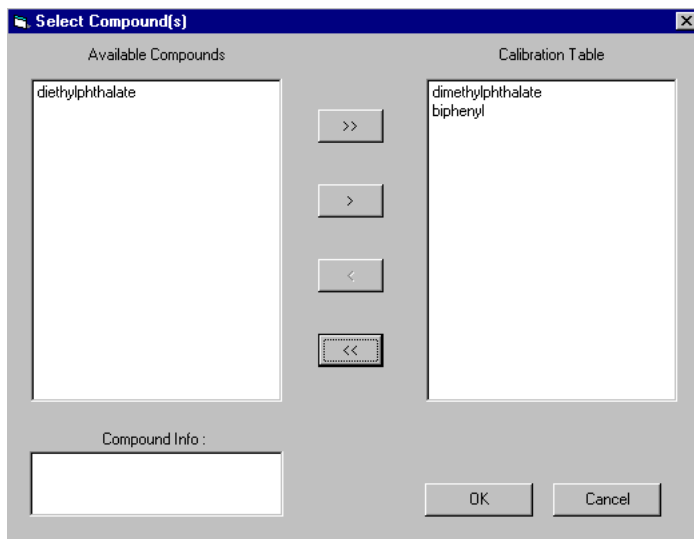 Select Compound(s)
Available Compounds
Calibration Table
diethylphthalate
dimethylphthalate
biphenyl
>>
>
<
<<
Compound Info :
OK
Cancel